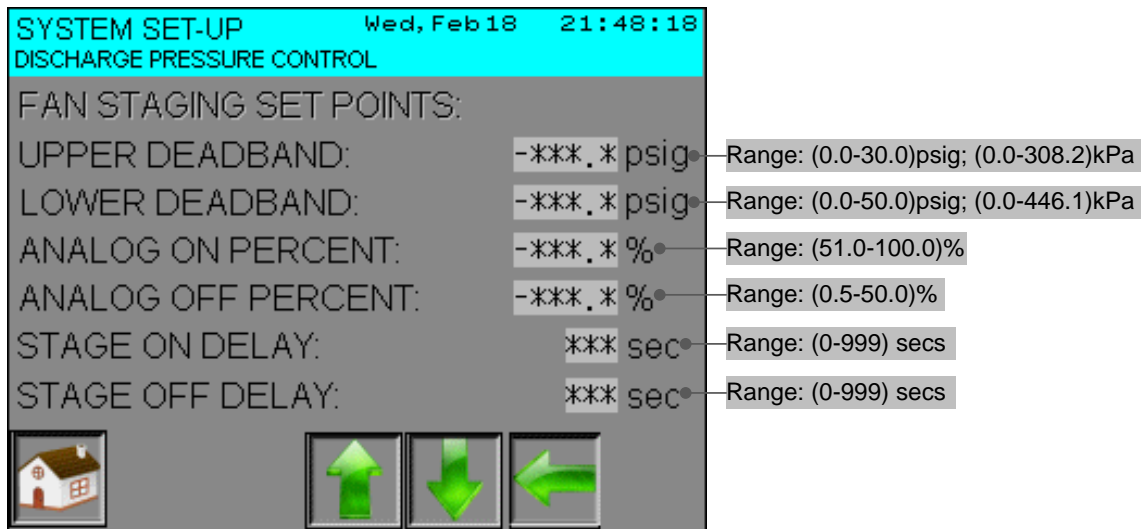 SYSTEM SET-UP Wed, Feb 18 21:48:18
DISCHARGE PRESSURE CONTROL
FAN STAGING SET POINTS:
UPPER DEADBAND: -***.* psig Range: (0.0-30.0)psig; (0.0-308.2)kPa
LOWER DEADBAND: -***.* psig Range: (0.0-50.0)psig; (0.0-446.1)kPa
ANALOG ON PERCENT: -***.* % Range: (51.0-100.0)%
ANALOG OFF PERCENT: -***.* % Range: (0.5-50.0)%
STAGE ON DELAY: *** sec Range: (0-999) secs
STAGE OFF DELAY: *** sec Range: (0-999) secs